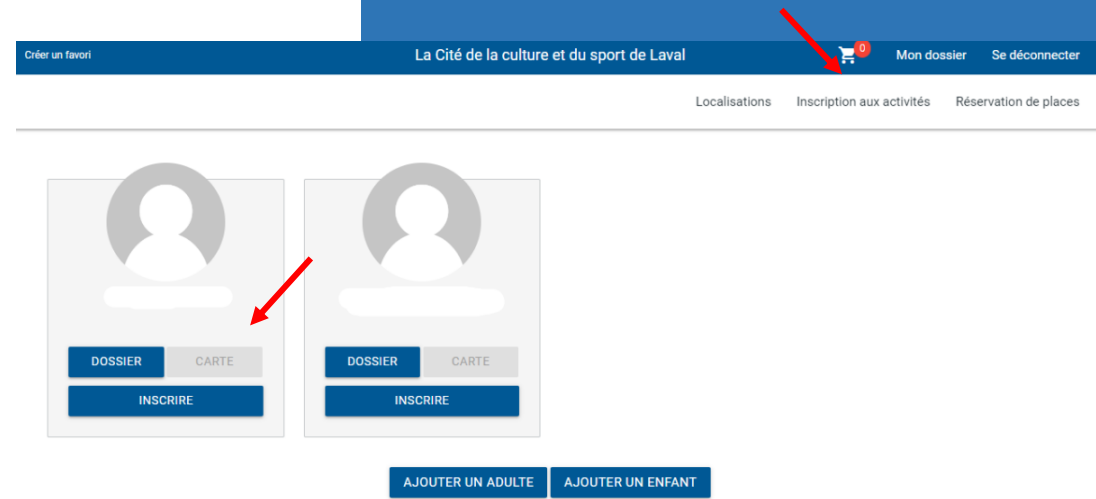 Créer un favori La Cité de la culture et du sport de Laval 0 Mon dossier Se déconnecter
Localisations Inscription aux activités Réservation de places
DOSSIER CARTE DOSSIER CARTE
INSCRIRE INSCRIRE
AJOUTER UN ADULTE AJOUTER UN ENFANT